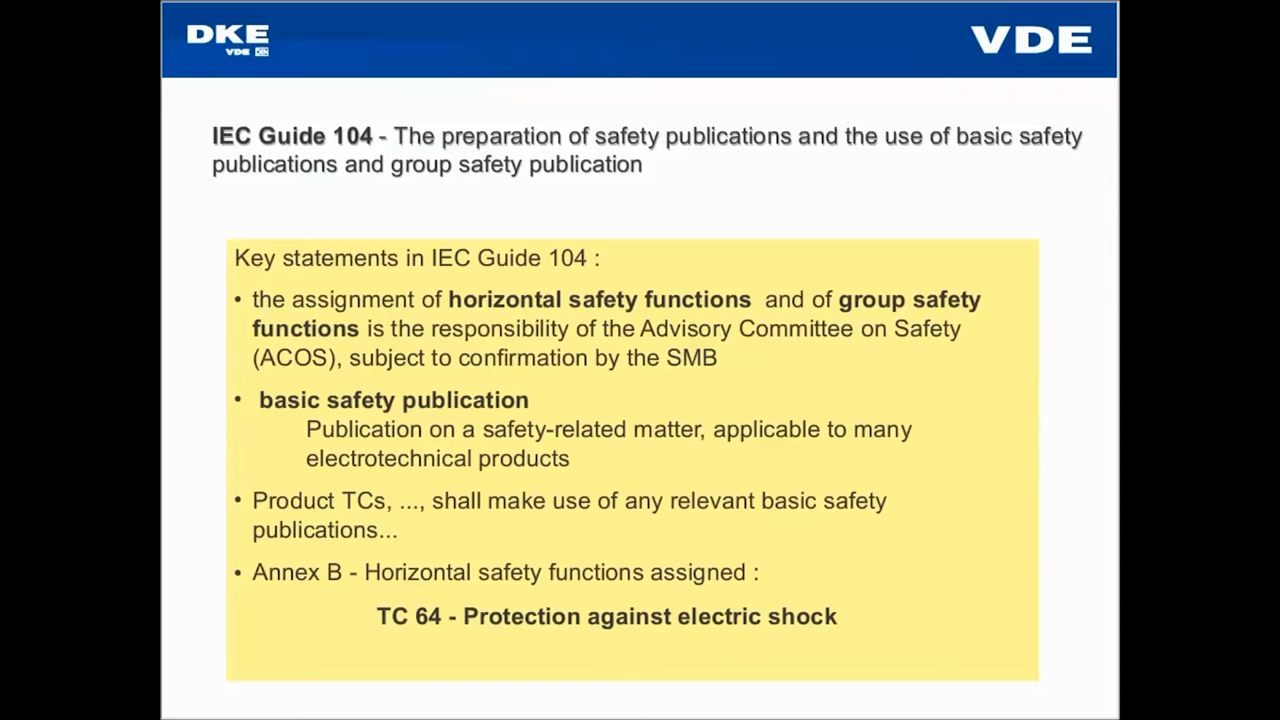 DKE
VDE DIN
VDE
IEC Guide 104 - The preparation of safety publications and the use of basic safety
publications and group safety publication
Key statements in IEC Guide 104 :
• the assignment of horizontal safety functions and of group safety
functions is the responsibility of the Advisory Committee on Safety
(ACOS), subject to confirmation by the SMB
• basic safety publication
Publication on a safety-related matter, applicable to many
electrotechnical products
• Product TCs, ..., shall make use of any relevant basic safety
publications...
• Annex B - Horizontal safety functions assigned :
TC 64 - Protection against electric shock